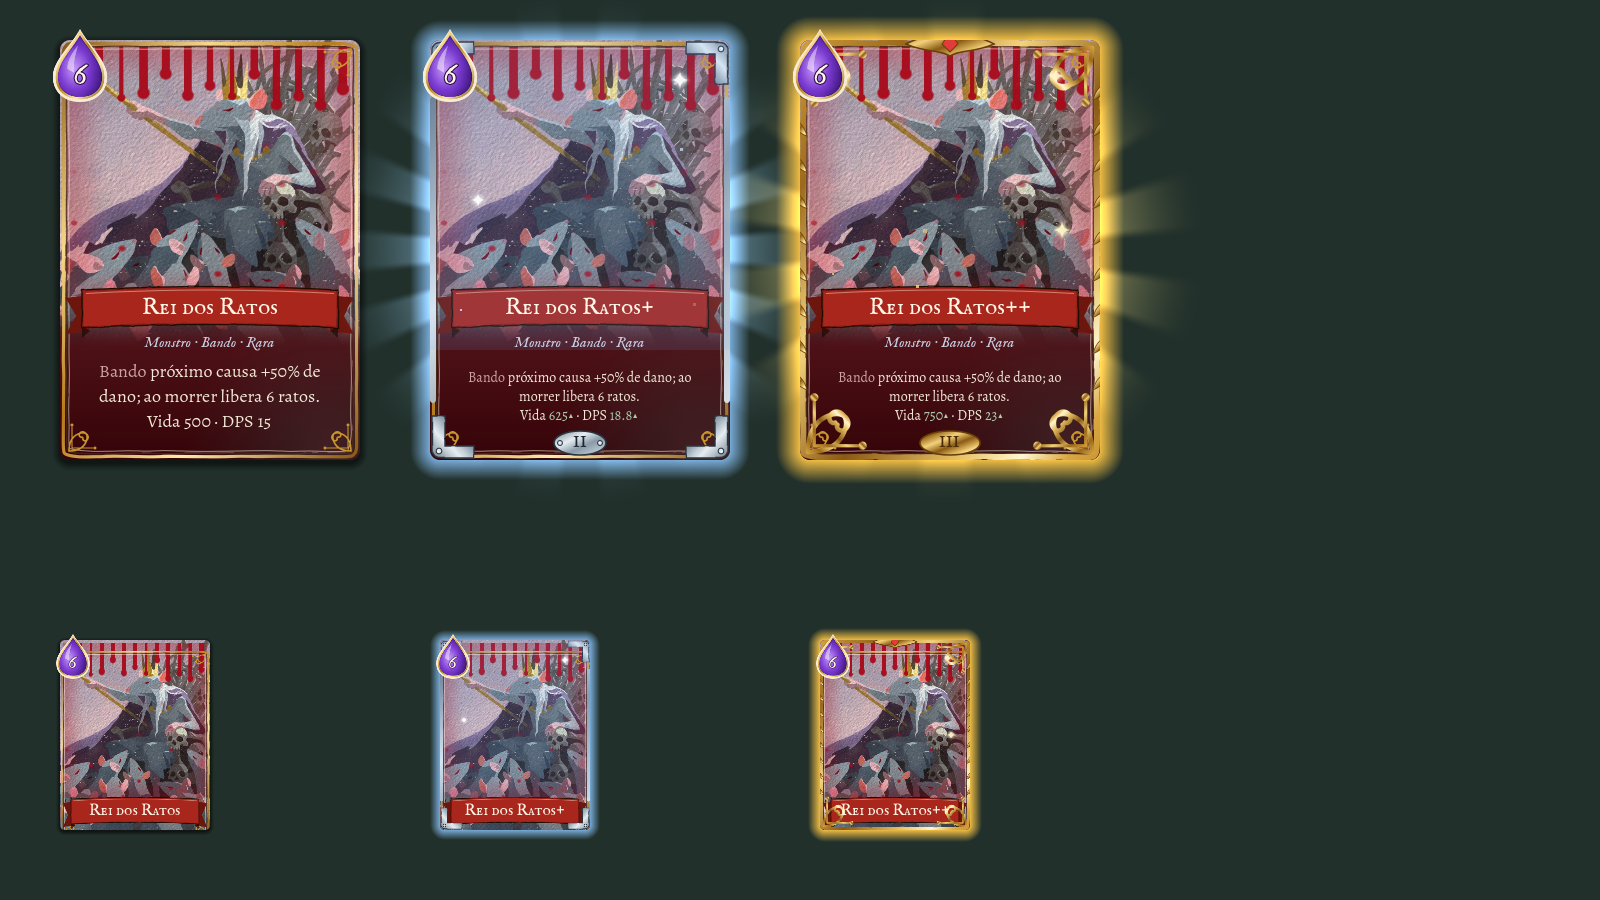 6
Rei dos Ratos
Monstro · Bando · Rara
Bando próximo causa +50% de
dano; ao morrer libera 6 ratos.
Vida 500 · DPS 15
6
Rei dos Ratos+
Monstro · Bando · Rara
Bando próximo causa +50% de dano; ao
morrer libera 6 ratos.
Vida 625▲ · DPS 18.8▲
II
6
Rei dos Ratos++
Monstro · Bando · Rara
Bando próximo causa +50% de dano; ao
morrer libera 6 ratos.
Vida 750▲ · DPS 23▲
III
6
Rei dos Ratos
6
Rei dos Ratos+
6
Rei dos Ratos++